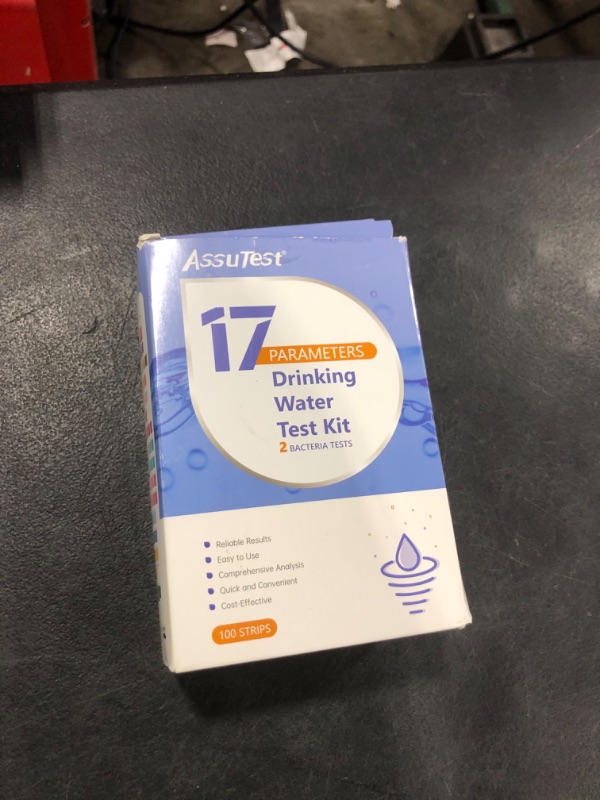 AssuTest®
17
PARAMETERS
Drinking
Water
Test Kit
2 BACTERIA TESTS
Reliable Results
Easy to Use
Comprehensive Analysis
Quick and Convenient
Cost-Effective
100 STRIPS